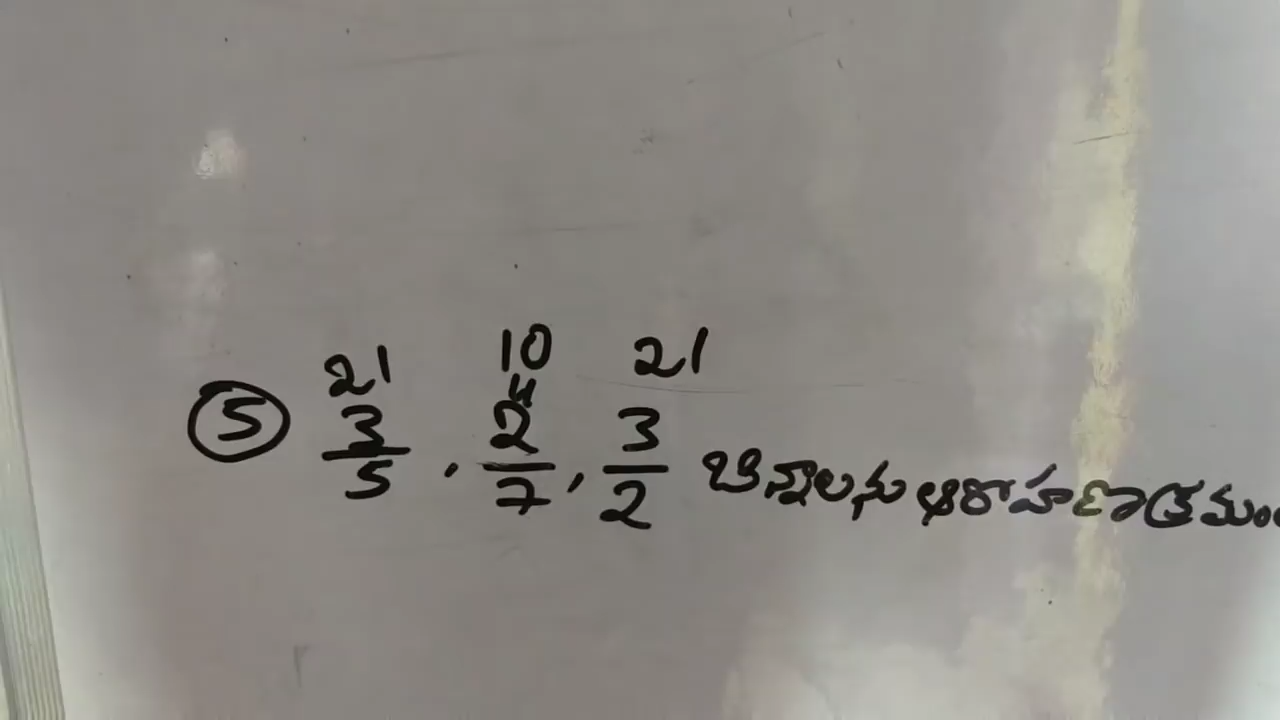 21 10 21
⑤ 3/5 , 2/7 , 3/2 భిన్నాలను ఆరోహణాక్రమం